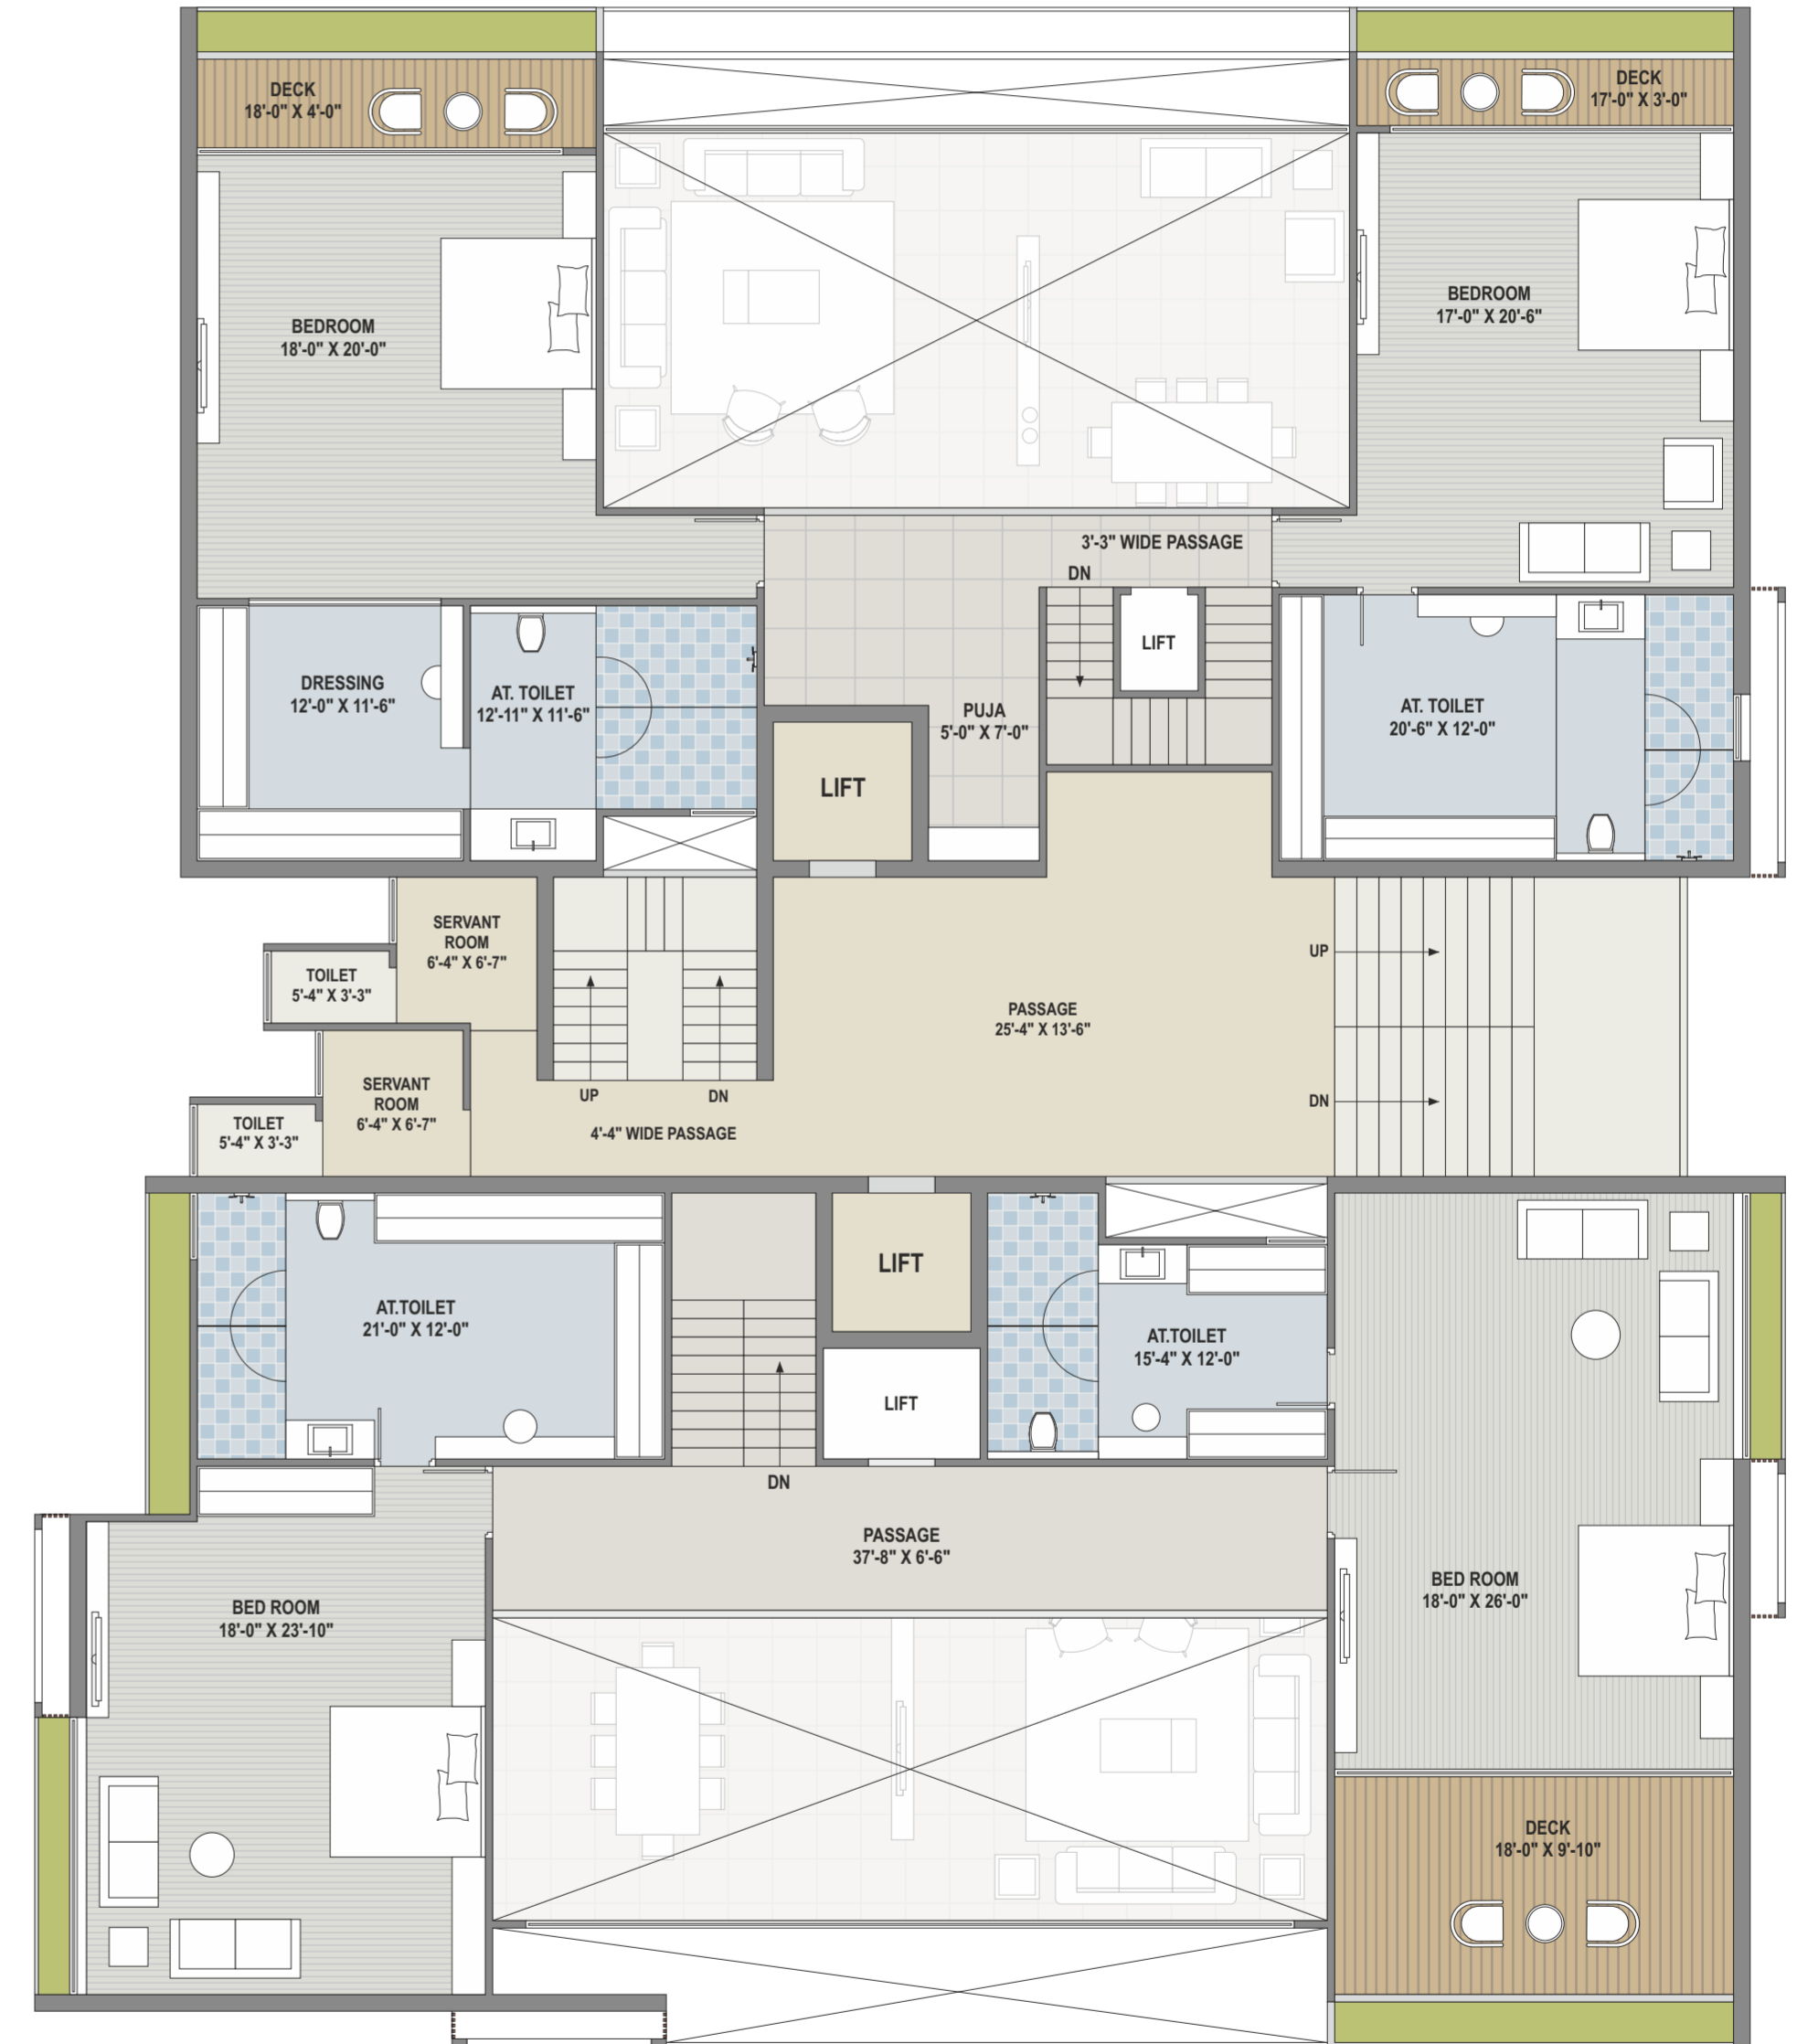 DECK
18'-0" X 4'-0"
DECK
17'-0" X 3'-0"
BEDROOM
18'-0" X 20'-0"
BEDROOM
17'-0" X 20'-6"
3'-3" WIDE PASSAGE
DN
LIFT
DRESSING
12'-0" X 11'-6"
AT. TOILET
12'-11" X 11'-6"
PUJA
5'-0" X 7'-0"
AT. TOILET
20'-6" X 12'-0"
LIFT
SERVANT
ROOM
6'-4" X 6'-7"
TOILET
5'-4" X 3'-3"
UP
PASSAGE
25'-4" X 13'-6"
SERVANT
ROOM
6'-4" X 6'-7"
UP
DN
DN
TOILET
5'-4" X 3'-3"
4'-4" WIDE PASSAGE
LIFT
AT.TOILET
21'-0" X 12'-0"
AT.TOILET
15'-4" X 12'-0"
LIFT
DN
PASSAGE
37'-8" X 6'-6"
BED ROOM
18'-0" X 23'-10"
BED ROOM
18'-0" X 26'-0"
DECK
18'-0" X 9'-10"